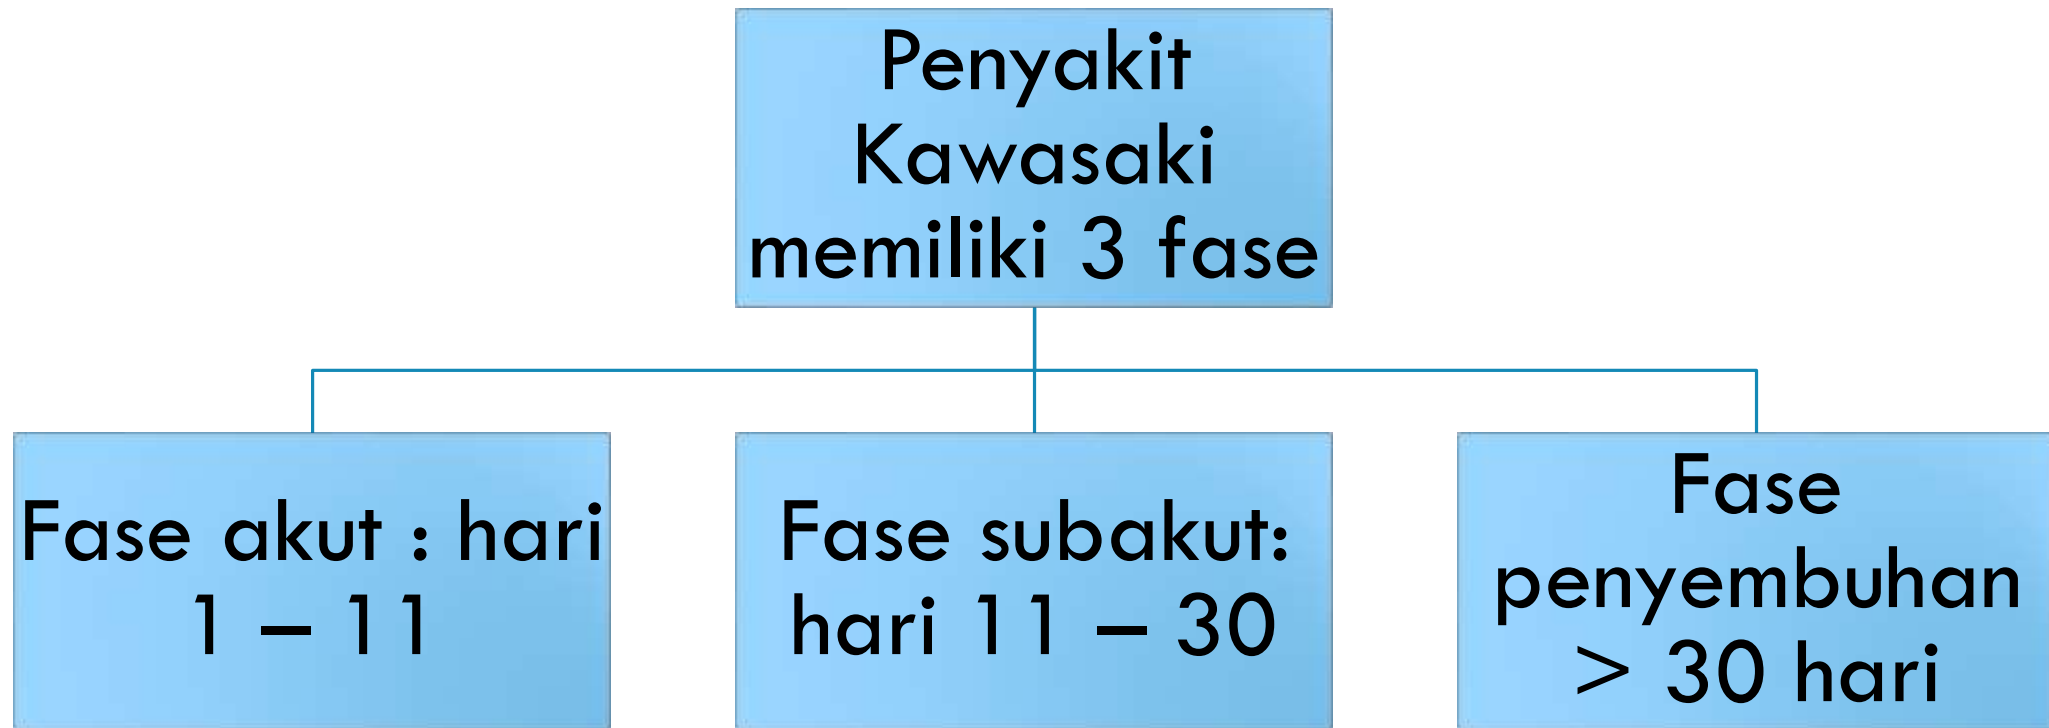 Penyakit
Kawasaki
memiliki 3 fase
Fase akut : hari
1 – 11
Fase subakut:
hari 11 – 30
Fase
penyembuhan
> 30 hari